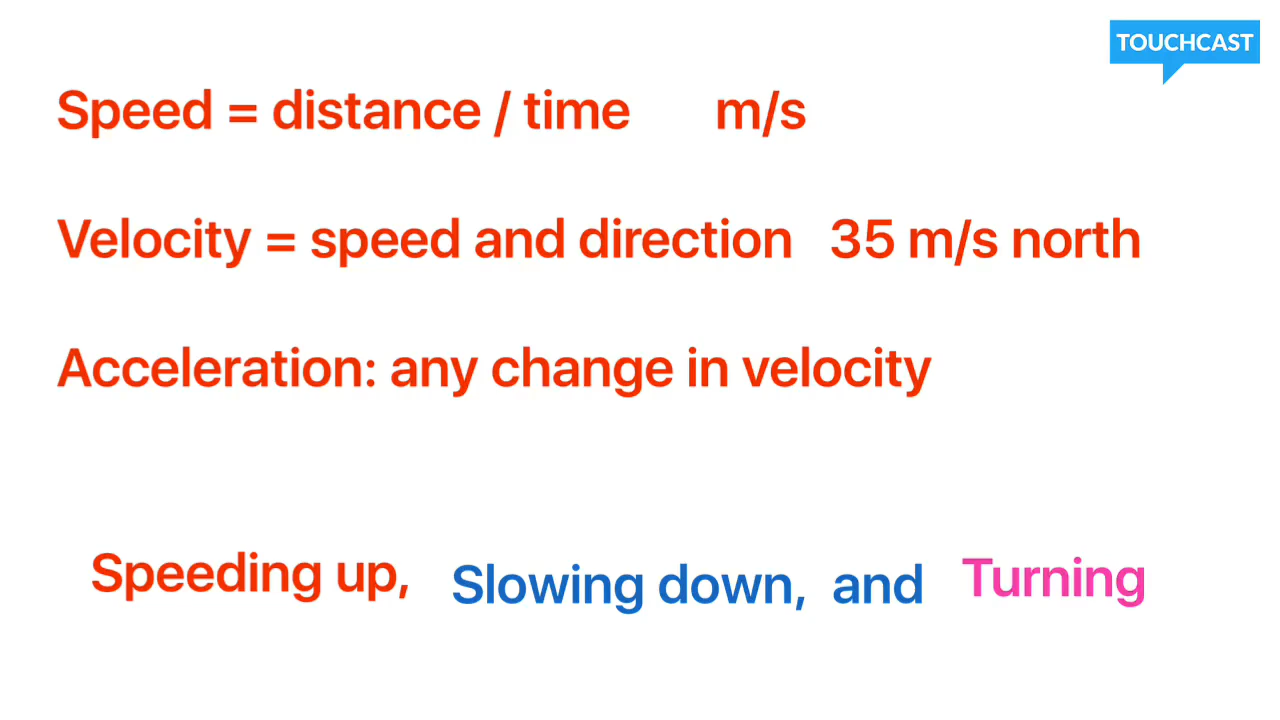 TOUCHCAST
Speed = distance / time m/s
Velocity = speed and direction 35 m/s north
Acceleration: any change in velocity
Speeding up, Slowing down, and Turning